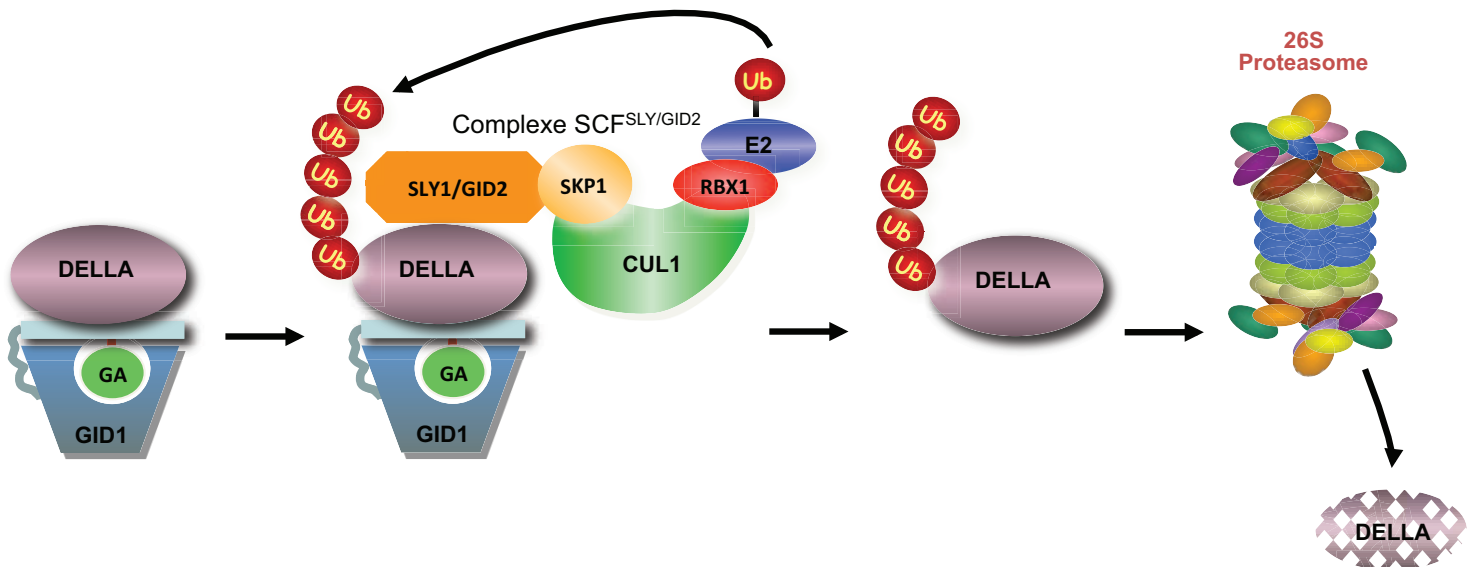 DELLA
GA
GID1
Complexe SCF^SLY/GID2
Ub
Ub
Ub
Ub
Ub
Ub
E2
SLY1/GID2
SKP1
RBX1
DELLA
CUL1
GA
GID1
Ub
Ub
Ub
Ub
Ub
DELLA
26S
Proteasome
DELLA